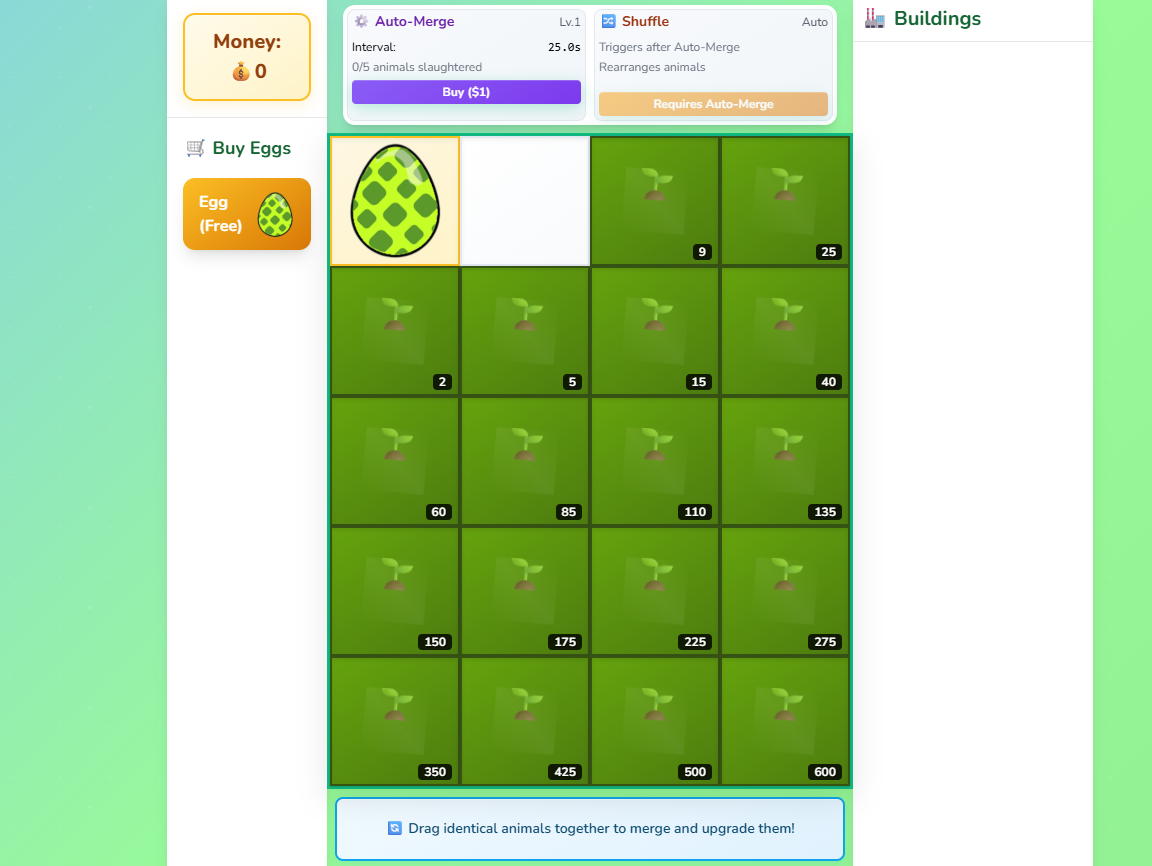 Money:
💰 0
🛒 Buy Eggs
Egg
(Free)
⚙️ Auto-Merge Lv.1
Interval: 25.0s
0/5 animals slaughtered
Buy ($1)
🔀 Shuffle Auto
Triggers after Auto-Merge
Rearranges animals
Requires Auto-Merge
9 25
2 5 15 40
60 85 110 135
150 175 225 275
350 425 500 600
🔄 Drag identical animals together to merge and upgrade them!
🏭 Buildings